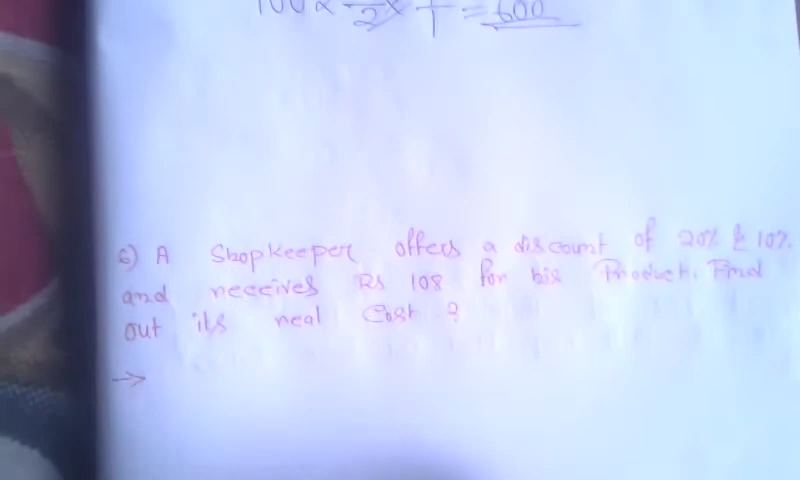 100 × /2 × /1 = 600
6) A Shopkeeper offers a discount of 20% & 10%
and receives Rs 108 for his Product. Find
out its real Cost ?
→